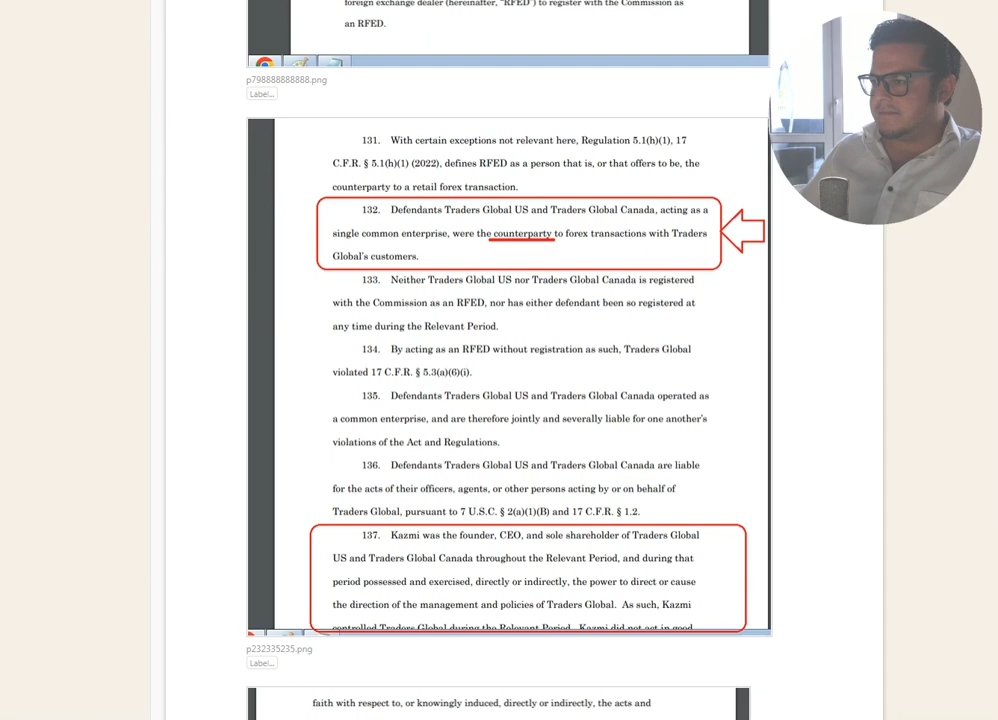 foreign exchange dealer (hereinafter, "RFED") to register with the Commission as
an RFED.
p798888888888.png
Label...
131. With certain exceptions not relevant here, Regulation 5.1(h)(1), 17
C.F.R. § 5.1(h)(1) (2022), defines RFED as a person that is, or that offers to be, the
counterparty to a retail forex transaction.
132. Defendants Traders Global US and Traders Global Canada, acting as a
single common enterprise, were the counterparty to forex transactions with Traders
Global's customers.
133. Neither Traders Global US nor Traders Global Canada is registered
with the Commission as an RFED, nor has either defendant been so registered at
any time during the Relevant Period.
134. By acting as an RFED without registration as such, Traders Global
violated 17 C.F.R. § 5.3(a)(6)(i).
135. Defendants Traders Global US and Traders Global Canada operated as
a common enterprise, and are therefore jointly and severally liable for one another's
violations of the Act and Regulations.
136. Defendants Traders Global US and Traders Global Canada are liable
for the acts of their officers, agents, or other persons acting by or on behalf of
Traders Global, pursuant to 7 U.S.C. § 2(a)(1)(B) and 17 C.F.R. § 1.2.
137. Kazmi was the founder, CEO, and sole shareholder of Traders Global
US and Traders Global Canada throughout the Relevant Period, and during that
period possessed and exercised, directly or indirectly, the power to direct or cause
the direction of the management and policies of Traders Global. As such, Kazmi
controlled Traders Global during the Relevant Period. Kazmi did not act in good
p232335235.png
Label...
faith with respect to, or knowingly induced, directly or indirectly, the acts and